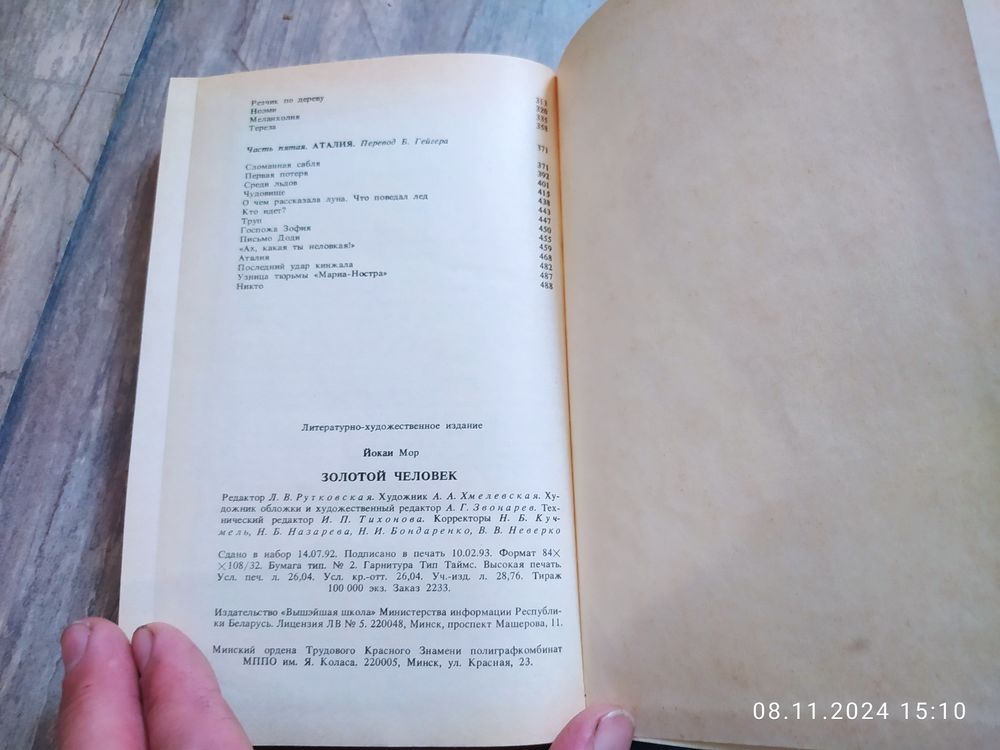 Резчик по дереву 313
Ноэми 320
Меланхолия 335
Тереза 358
Часть пятая. АТАЛИЯ. Перевод Б. Гейгера 371
Сломанная сабля 371
Первая потеря 392
Среди льдов 401
Чудовище 415
О чем рассказала луна. Что поведал лед 438
Кто идет? 443
Труп 447
Госпожа Зофия 450
Письмо Доди 455
«Ах, какая ты неловкая!» 459
Аталия 468
Последний удар кинжала 482
Узница тюрьмы «Мариа-Ностра» 487
Никто 488
Литературно-художественное издание
Йокаи Мор
ЗОЛОТОЙ ЧЕЛОВЕК
Редактор Л. В. Рутковская. Художник А. А. Хмелевская. Ху-
дожник обложки и художественный редактор А. Г. Звонарев. Тех-
нический редактор И. П. Тихонова. Корректоры Н. Б. Куч-
мель, Н. Б. Назарева, Н. И. Бондаренко, В. В. Неверко
Сдано в набор 14.07.92. Подписано в печать 10.02.93. Формат 84×
×108/32. Бумага тип. № 2. Гарнитура Тип Таймс. Высокая печать.
Усл. печ. л. 26,04. Усл. кр.-отт. 26,04. Уч.-изд. л. 28,76. Тираж
100 000 экз. Заказ 2233.
Издательство «Вышэйшая школа» Министерства информации Республи-
ки Беларусь. Лицензия ЛВ № 5. 220048, Минск, проспект Машерова, 11.
Минский ордена Трудового Красного Знамени полиграфкомбинат
МППО им. Я. Коласа. 220005, Минск, ул. Красная, 23.
08.11.2024 15:10